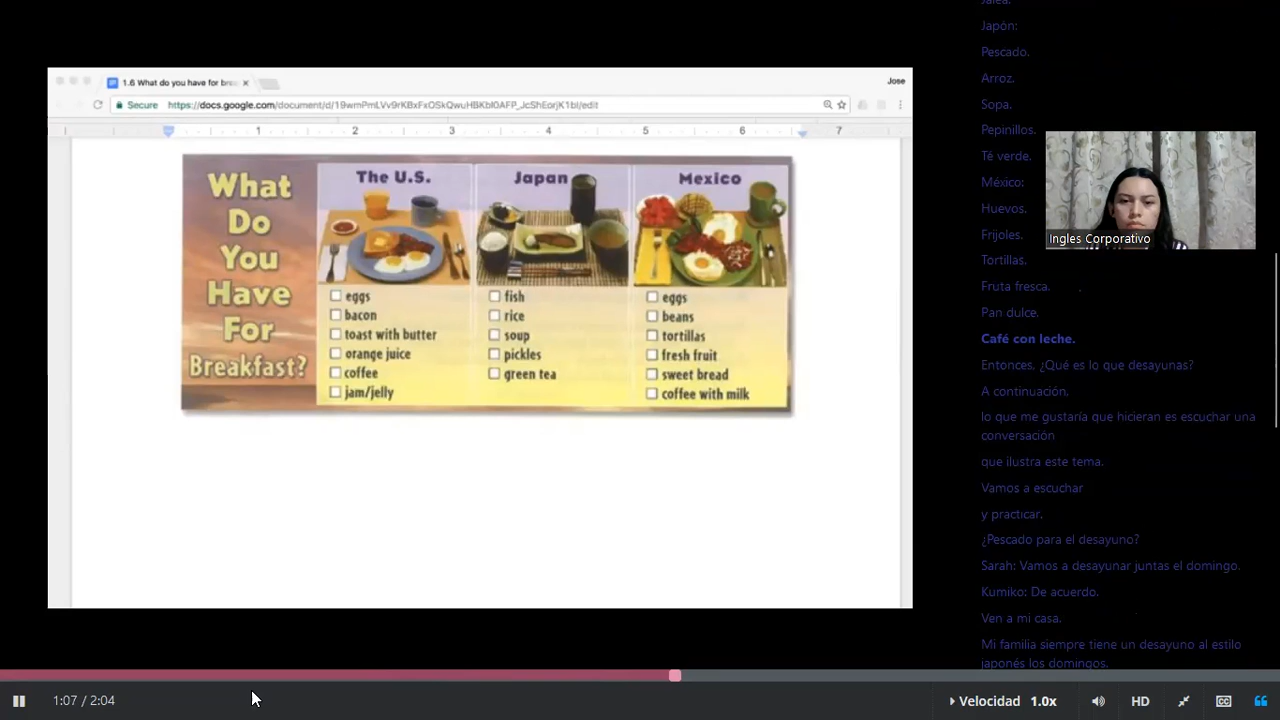 1.6 What do you have for brea
Jose
Secure
https://docs.google.com/document/d/19wmPmLVv9rKBxFxOSkQwuHBKbI0AFP_JcShEorjK1bI/edit
1 2 3 4 5 6 7
What
Do
You
Have
For
Breakfast?
The U.S.
eggs
bacon
toast with butter
orange juice
coffee
jam/jelly
Japan
fish
rice
soup
pickles
green tea
Mexico
eggs
beans
tortillas
fresh fruit
sweet bread
coffee with milk
Jalea.
Japón:
Pescado.
Arroz.
Sopa.
Pepinillos.
Té verde.
México:
Huevos.
Frijoles.
Tortillas.
Fruta fresca.
Pan dulce.
Café con leche.
Entonces, ¿Qué es lo que desayunas?
A continuación,
lo que me gustaría que hicieran es escuchar una
conversación
que ilustra este tema.
Vamos a escuchar
y practicar.
¿Pescado para el desayuno?
Sarah: Vamos a desayunar juntas el domingo.
Kumiko: De acuerdo.
Ven a mi casa.
Mi familia siempre tiene un desayuno al estilo
japonés los domingos.
Ingles Corporativo
1:07 / 2:04
Velocidad 1.0x
HD
CC